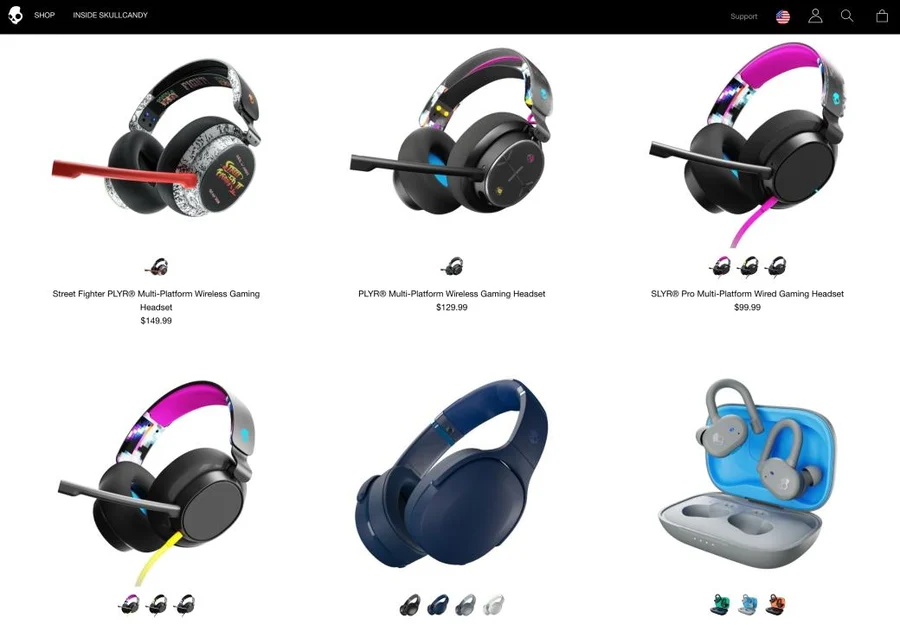 SHOP
INSIDE SKULLCANDY
Support
Street Fighter PLYR® Multi-Platform Wireless Gaming
Headset
$149.99
PLYR® Multi-Platform Wireless Gaming Headset
$129.99
SLYR® Pro Multi-Platform Wired Gaming Headset
$99.99